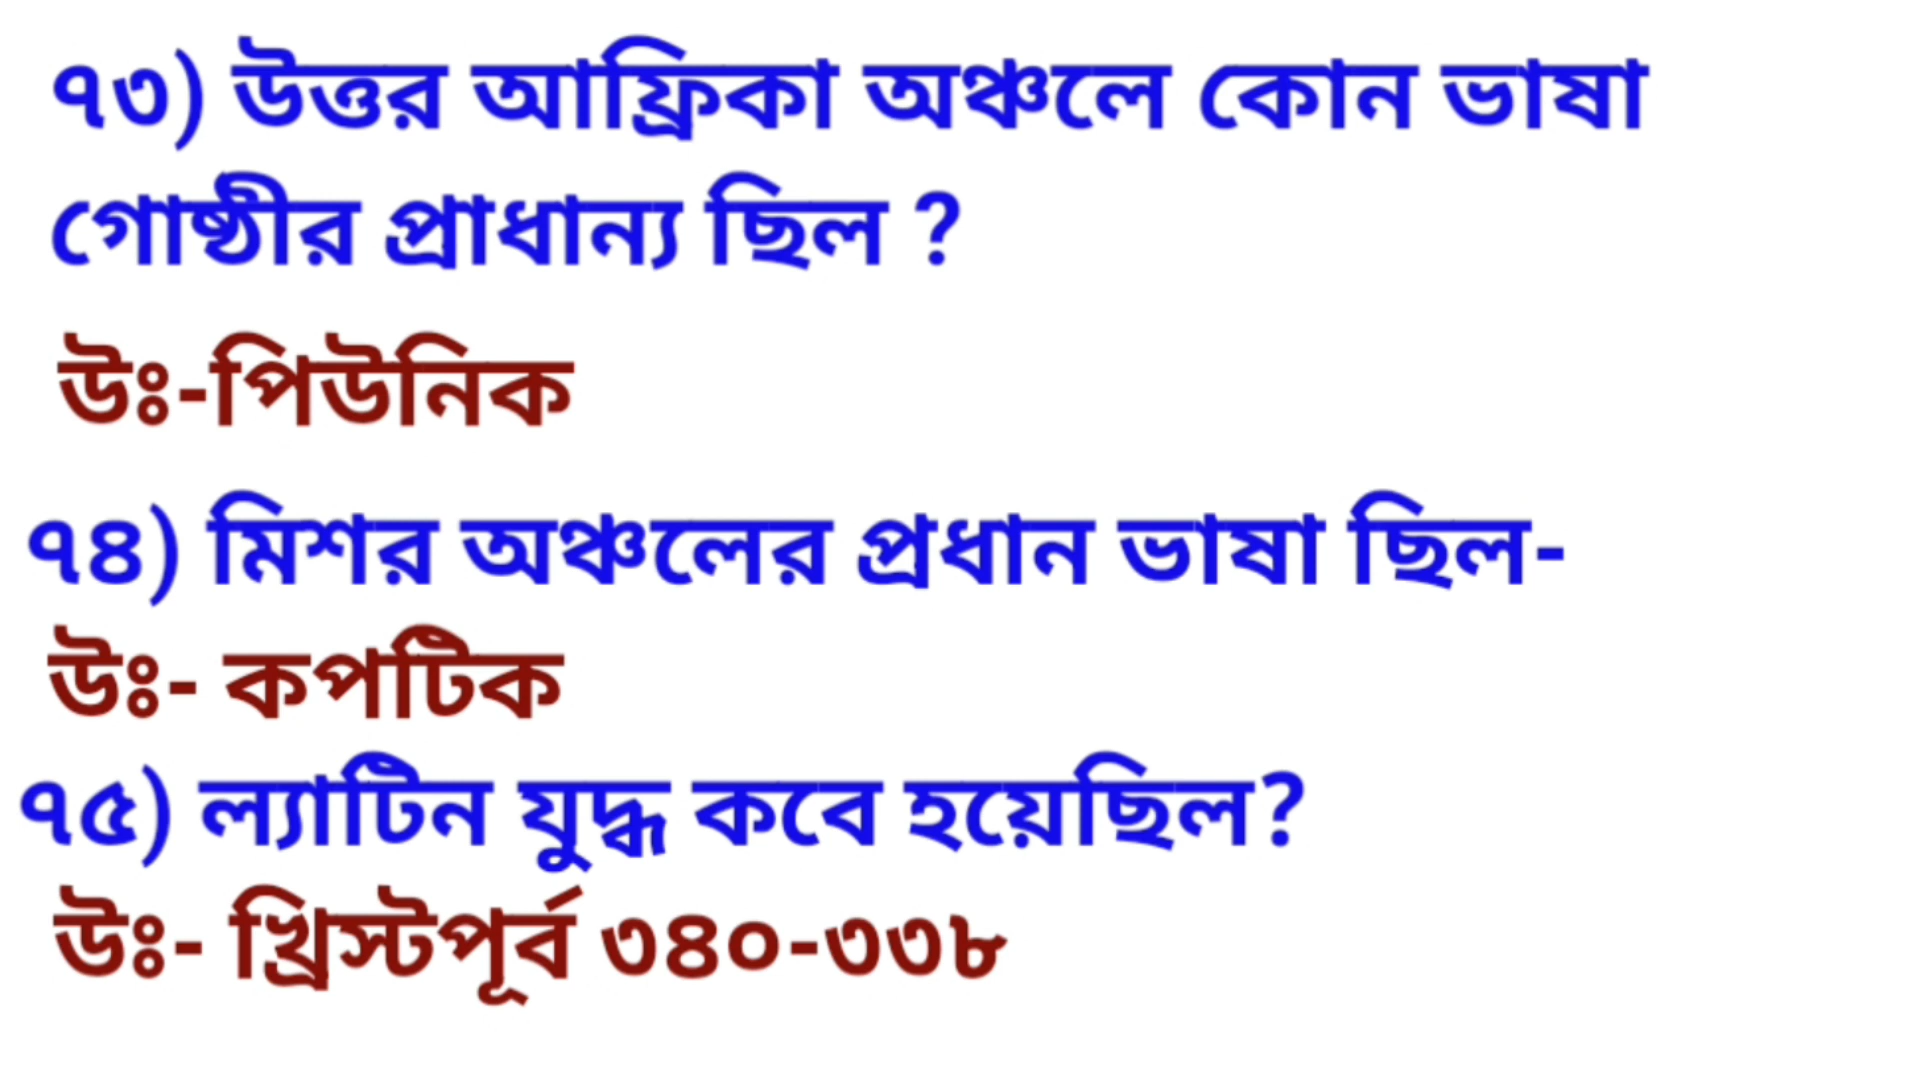 ৭৩) উত্তর আফ্রিকা অঞ্চলে কোন ভাষা
গোষ্ঠীর প্রাধান্য ছিল ?
উঃ-পিউনিক
৭৪) মিশর অঞ্চলের প্রধান ভাষা ছিল-
উঃ- কপটিক
৭৫) ল্যাটিন যুদ্ধ কবে হয়েছিল?
উঃ- খ্রিস্টপূর্ব ৩৪০-৩৩৮